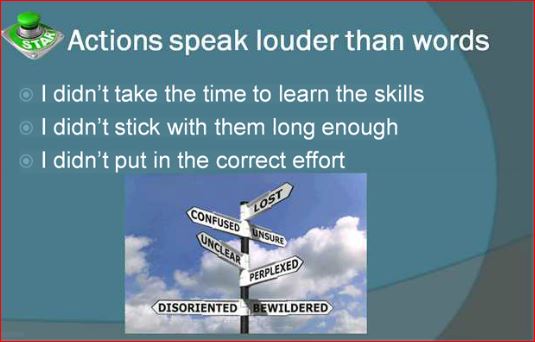 STAR
Actions speak louder than words
I didn't take the time to learn the skills
I didn't stick with them long enough
I didn't put in the correct effort
LOST
CONFUSED
UNSURE
UNCLEAR
PERPLEXED
DISORIENTED
BEWILDERED